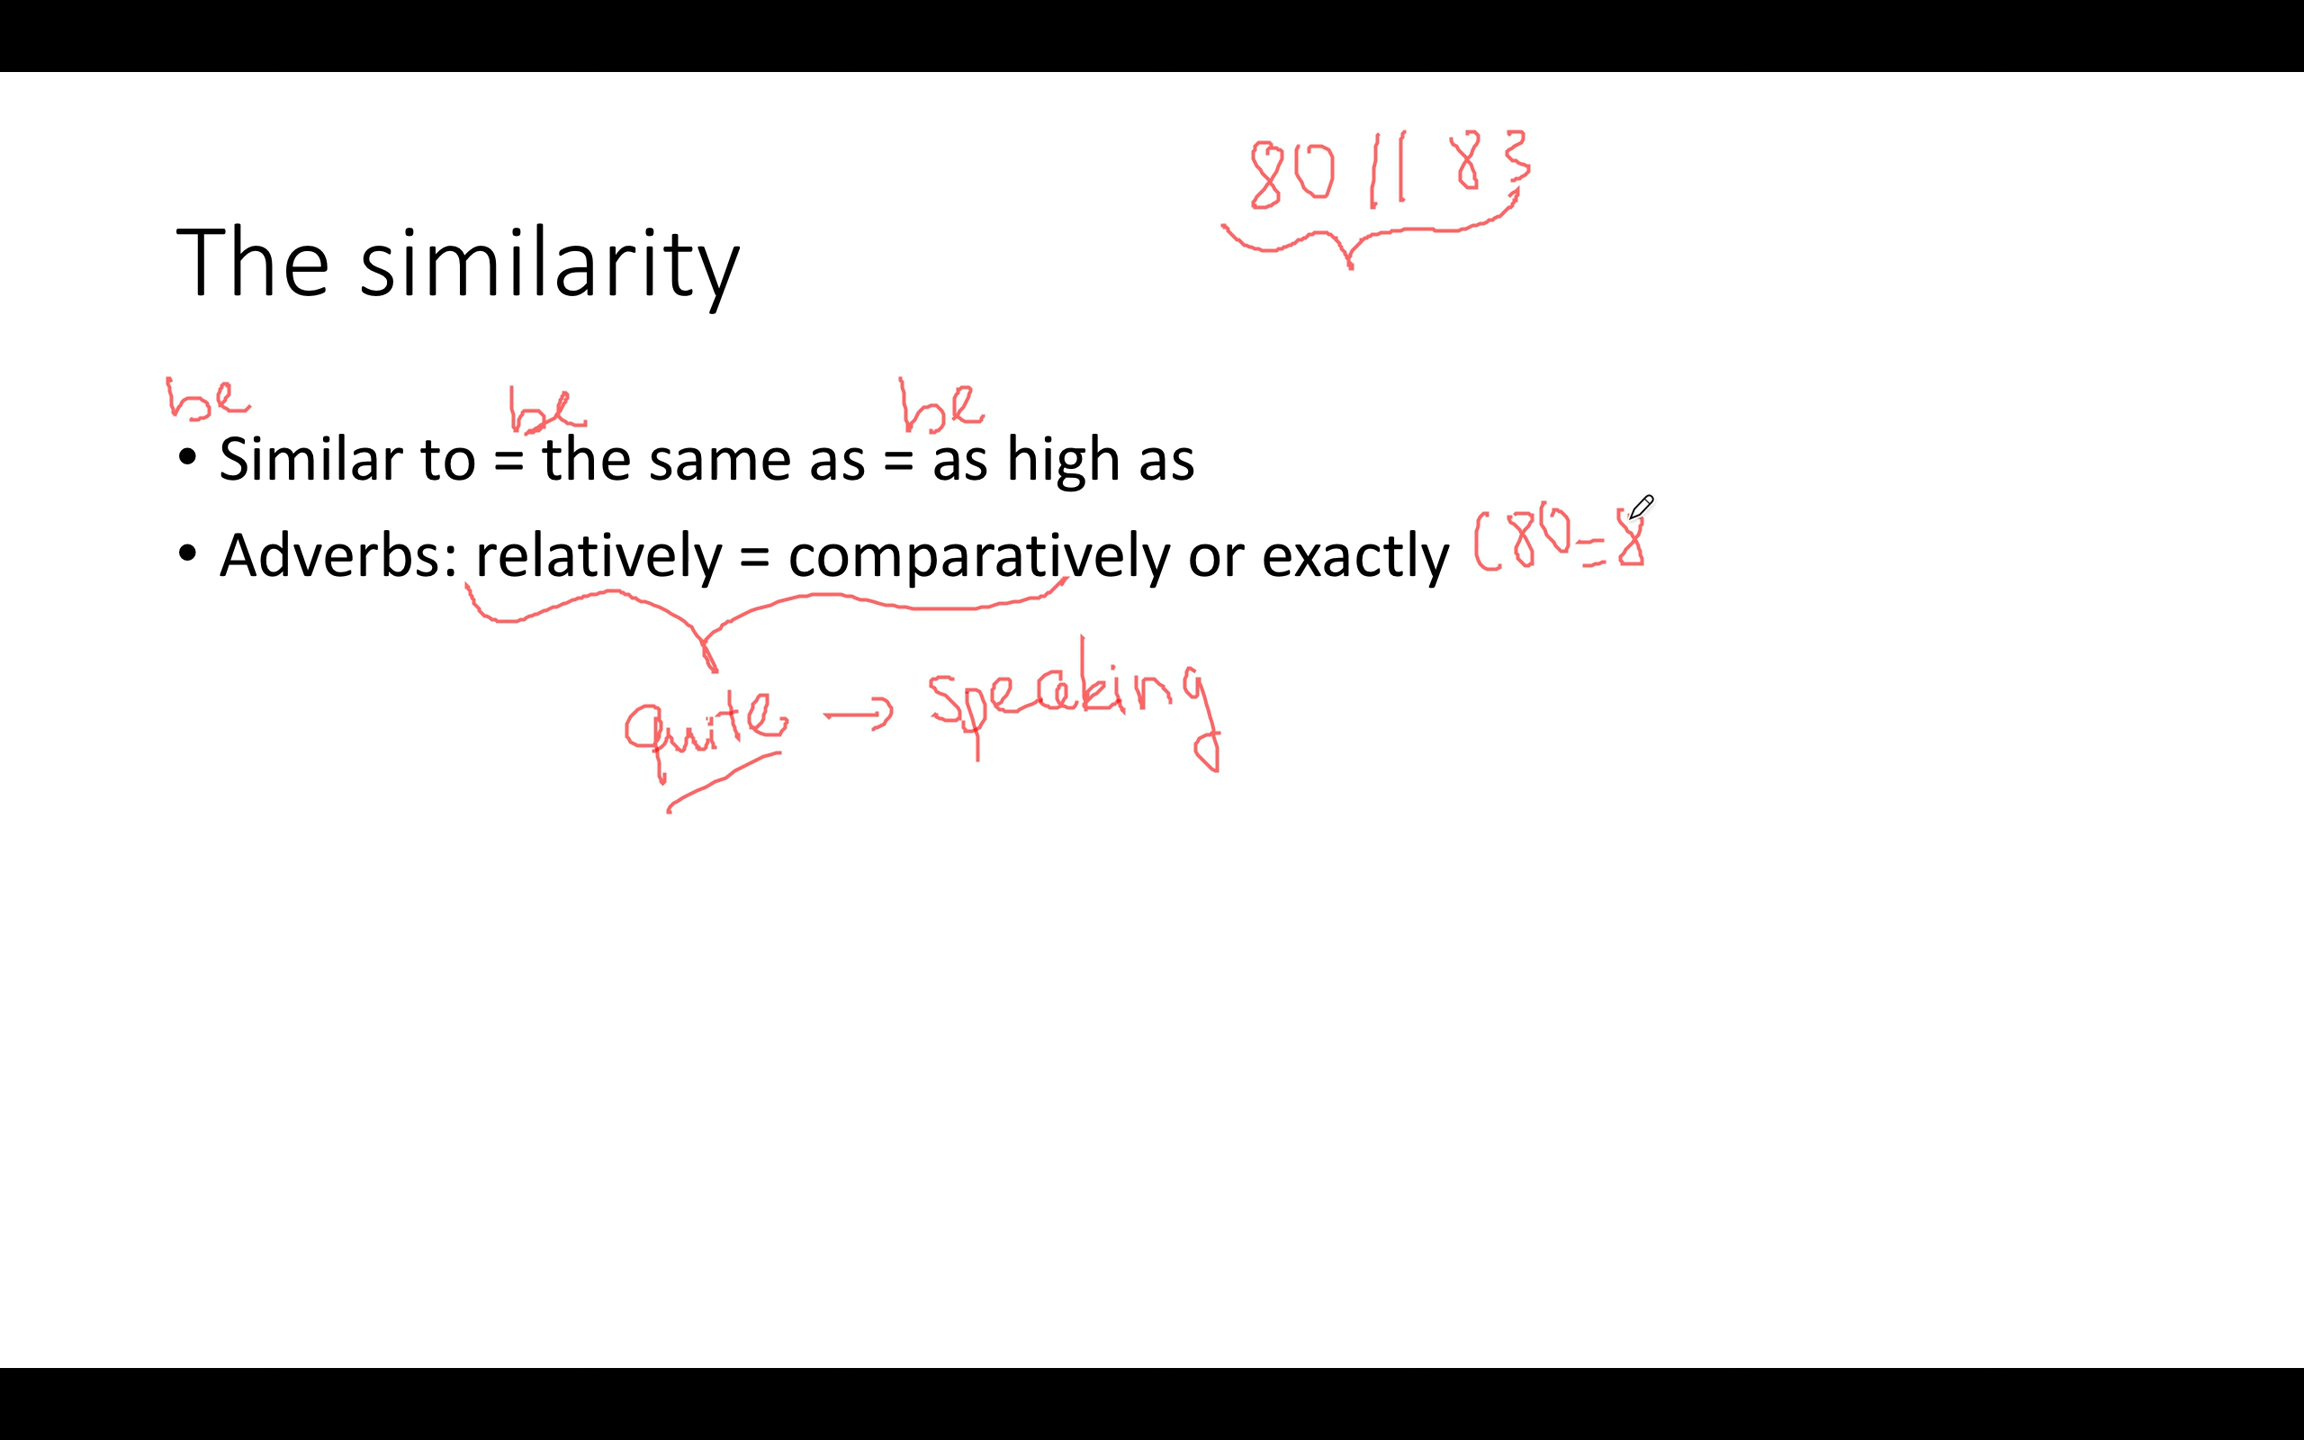 80 || 83
The similarity
be be be
• Similar to = the same as = as high as
• Adverbs: relatively = comparatively or exactly (80 = 8
quite → speaking